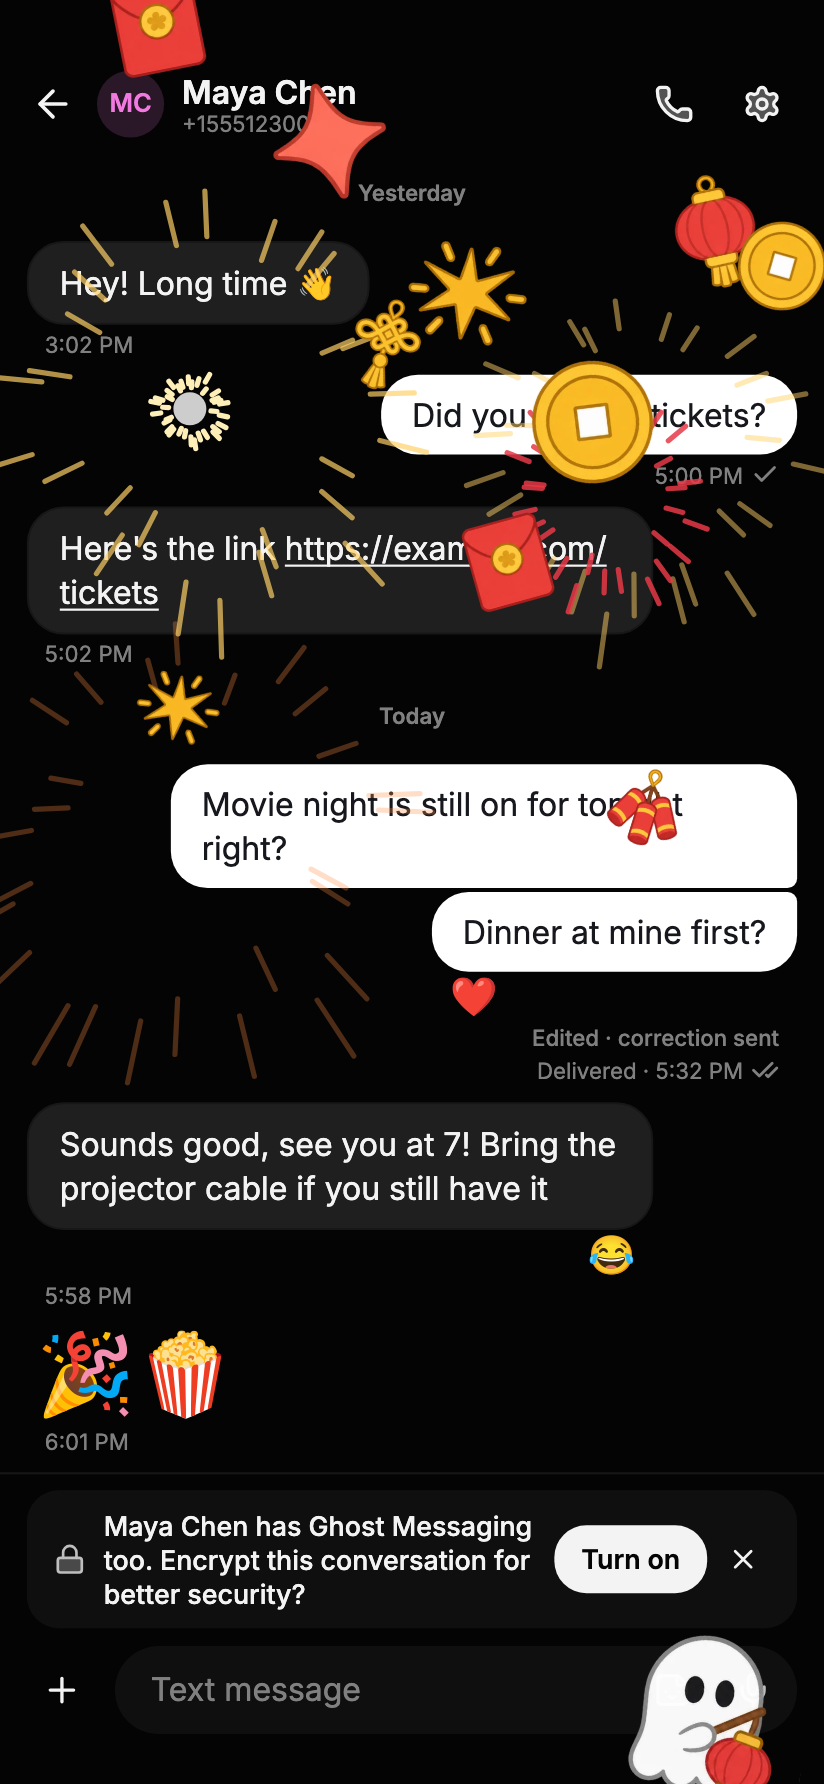 MC
Maya Chen
+155512300
Yesterday
Hey! Long time 👋
3:02 PM
Did you tickets?
5:00 PM
Here's the link https://exam om/
tickets
5:02 PM
Today
Movie night is still on for
right?
Dinner at mine first?
Edited · correction sent
Delivered · 5:32 PM
Sounds good, see you at 7! Bring the
projector cable if you still have it
5:58 PM
6:01 PM
Maya Chen has Ghost Messaging
too. Encrypt this conversation for
better security?
Turn on
Text message